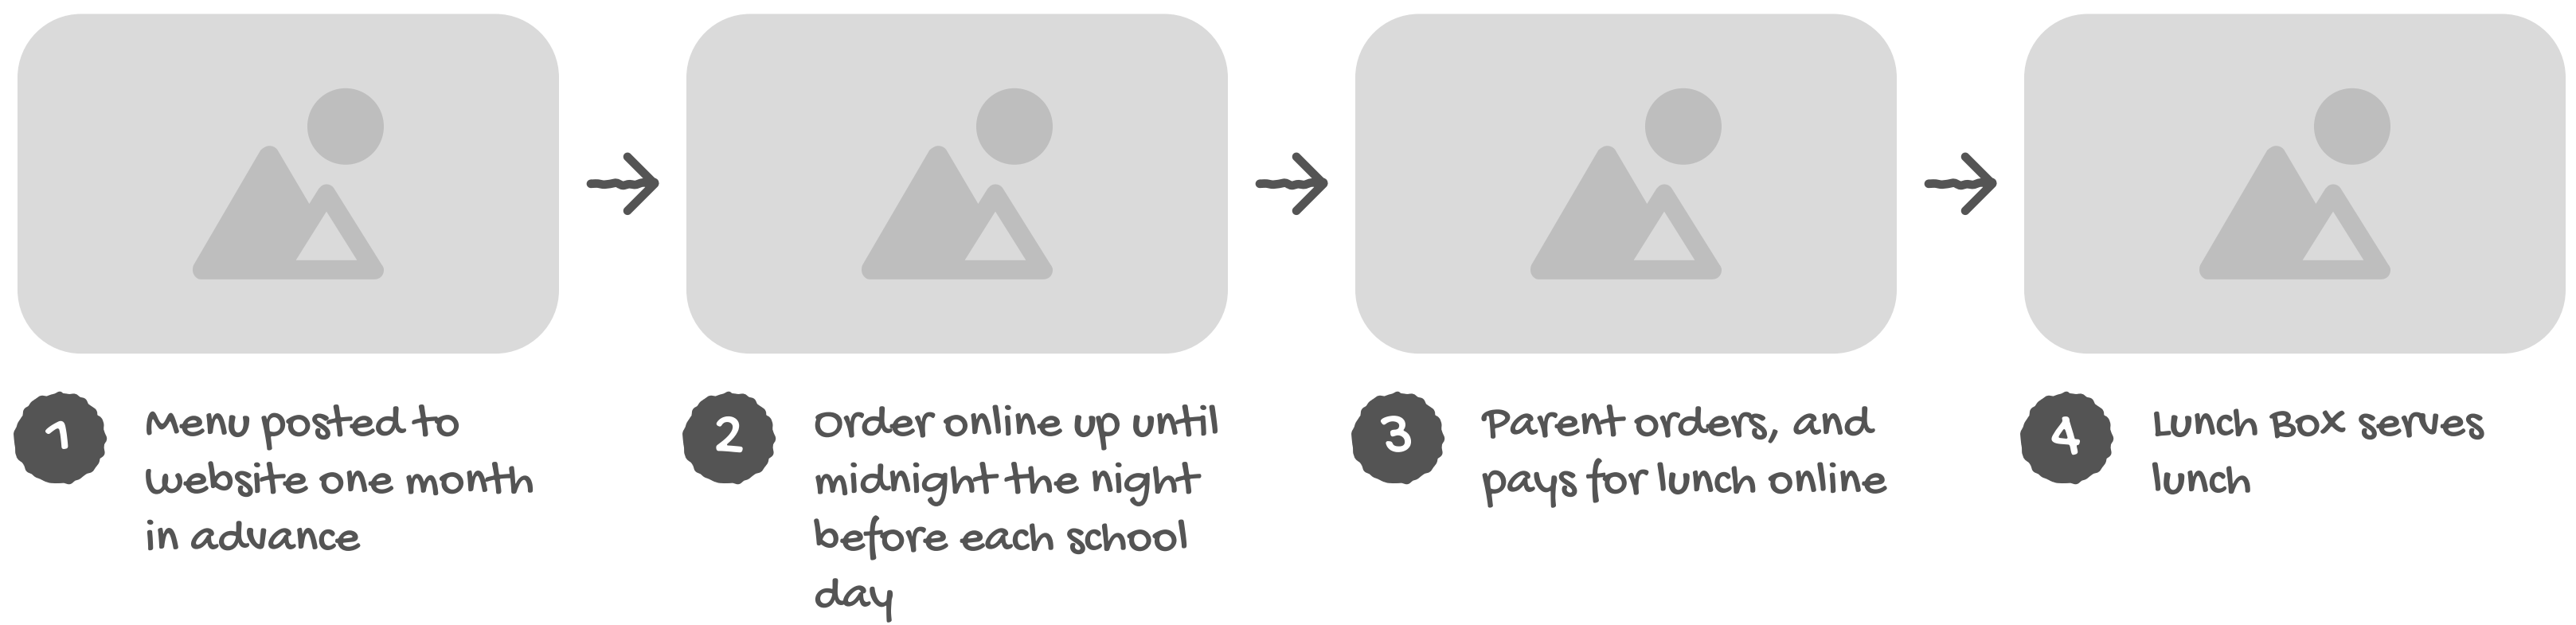 1
Menu posted to
website one month
in advance
2
Order online up until
midnight the night
before each school
day
3
Parent orders, and
pays for lunch online
4
Lunch Box serves
lunch